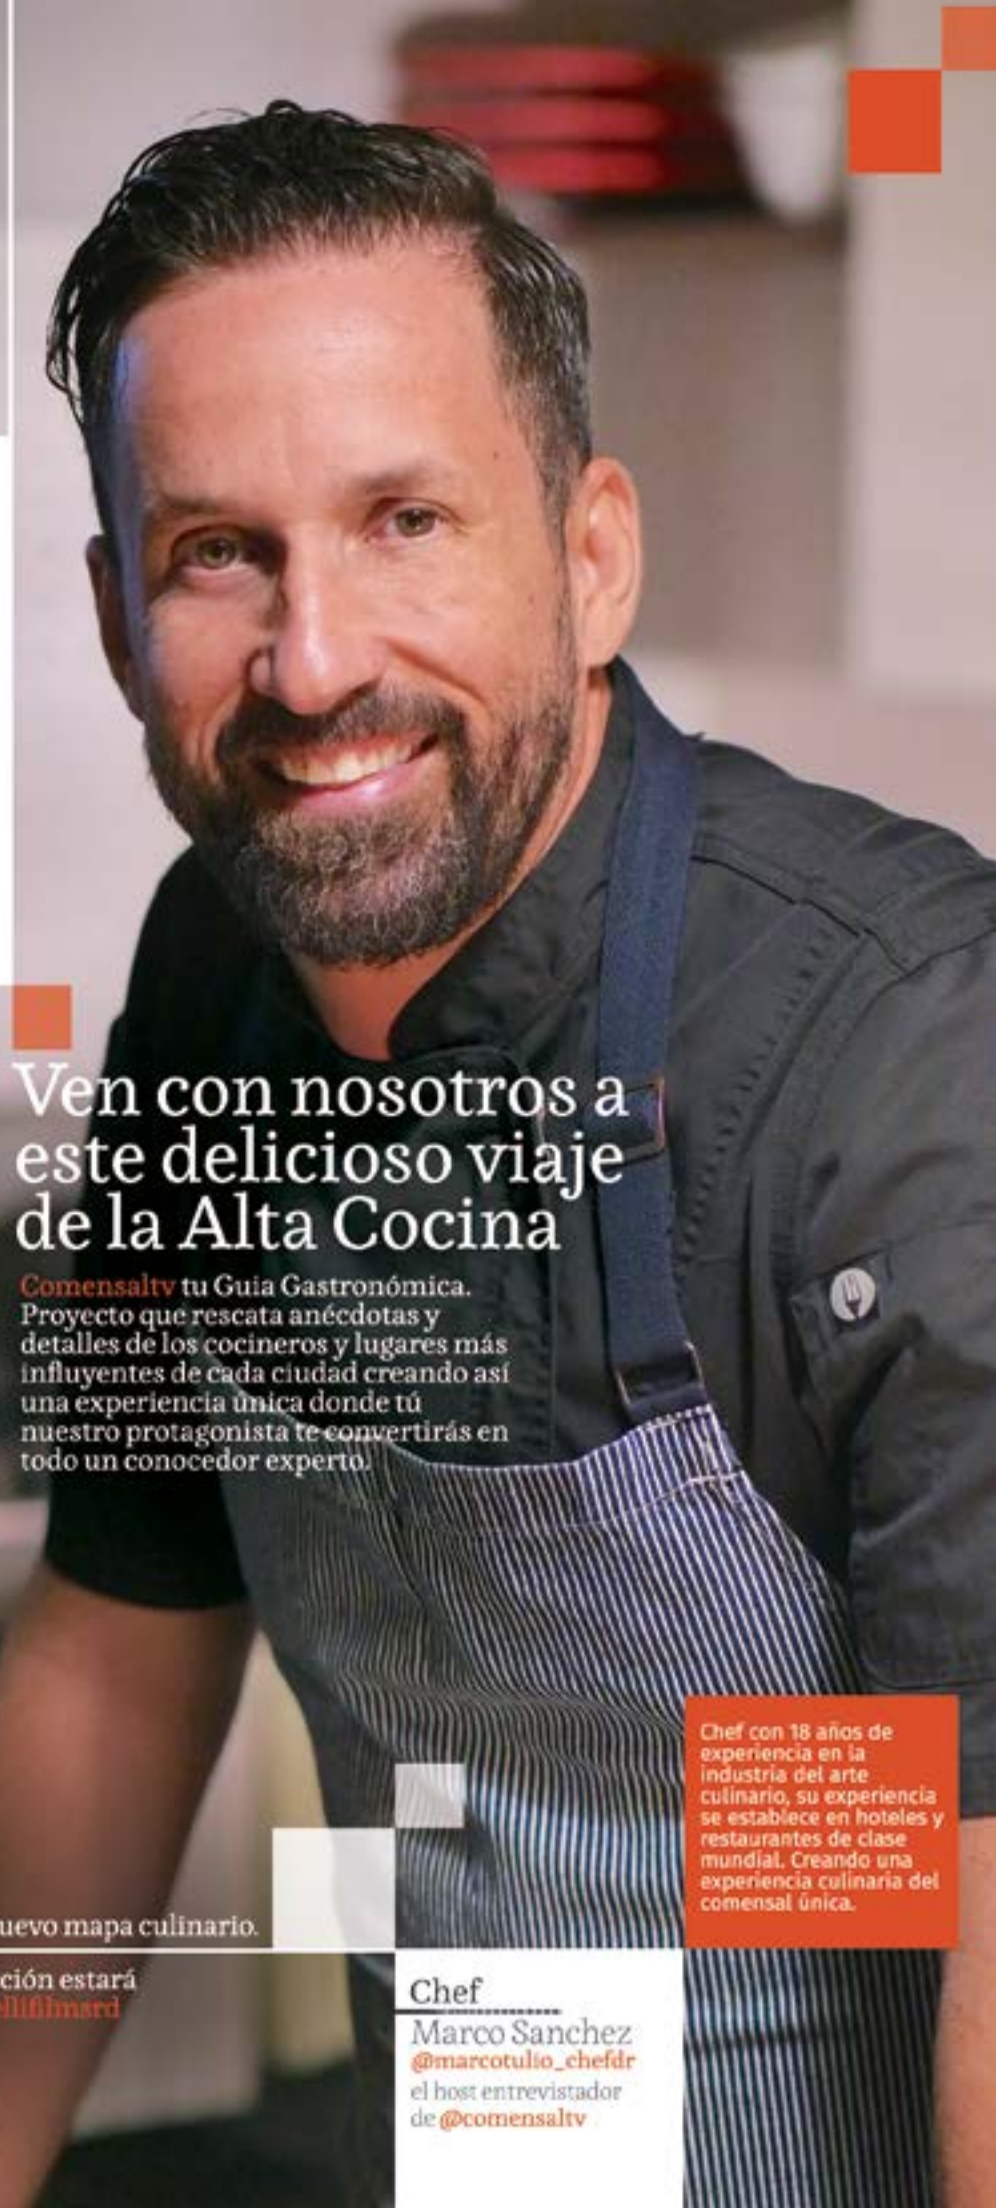 Ven con nosotros a
este delicioso viaje
de la Alta Cocina
Comensaltv tu Guia Gastronómica.
Proyecto que rescata anécdotas y
detalles de los cocineros y lugares más
influyentes de cada ciudad creando así
una experiencia única donde tú
nuestro protagonista te convertirás en
todo un conocedor experto.
uevo mapa culinario.
ción estará
ellifilmsrd
Chef con 18 años de
experiencia en la
industria del arte
culinario, su experiencia
se establece en hoteles y
restaurantes de clase
mundial. Creando una
experiencia culinaria del
comensal única.
Chef
Marco Sanchez
@marcotulio_chefdr
el host entrevistador
de @comensaltv